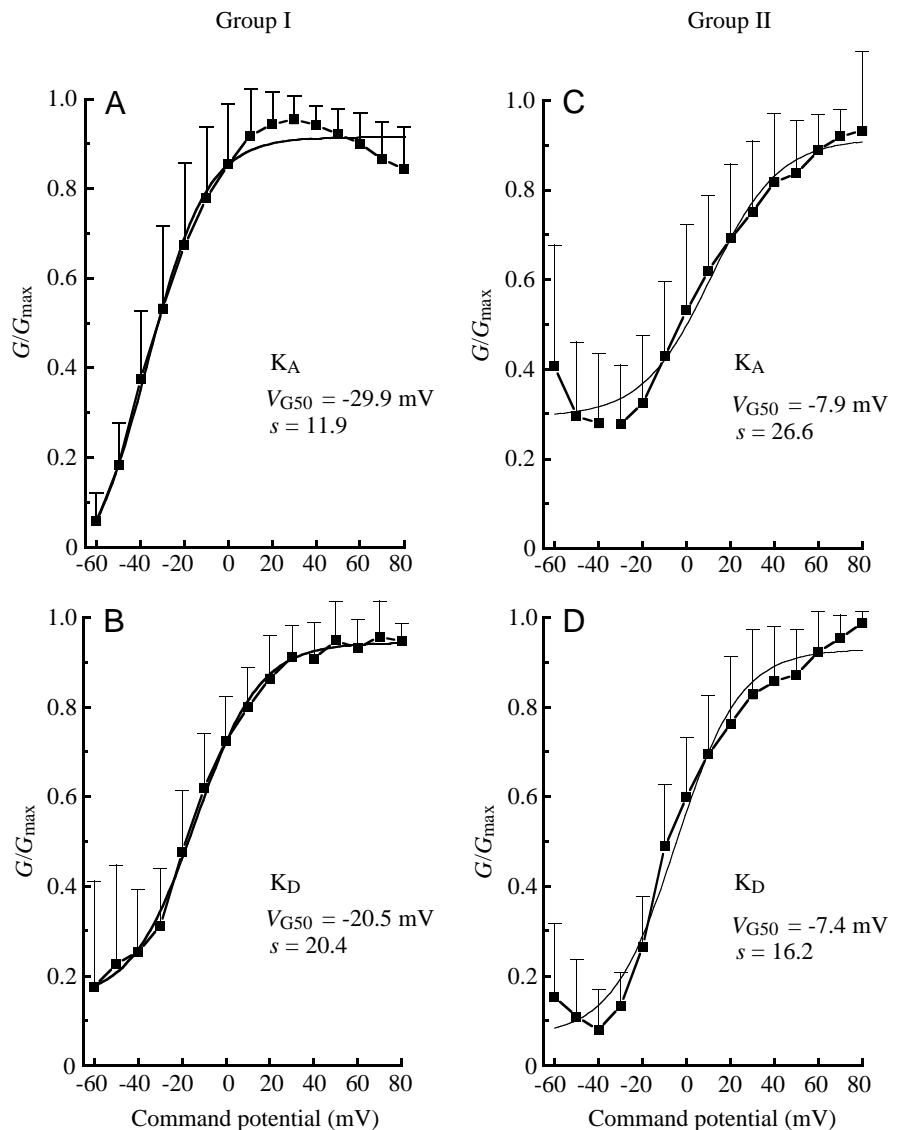 Group I
Group II
A
1.0
0.8
0.6
0.4
0.2
0
G/Gmax
KA
VG50 = -29.9 mV
s = 11.9
-60 -40 -20 0 20 40 60 80
C
1.0
0.8
0.6
0.4
0.2
0
G/Gmax
KA
VG50 = -7.9 mV
s = 26.6
-60 -40 -20 0 20 40 60 80
B
1.0
0.8
0.6
0.4
0.2
0
G/Gmax
KD
VG50 = -20.5 mV
s = 20.4
-60 -40 -20 0 20 40 60 80
Command potential (mV)
D
1.0
0.8
0.6
0.4
0.2
0
G/Gmax
KD
VG50 = -7.4 mV
s = 16.2
-60 -40 -20 0 20 40 60 80
Command potential (mV)